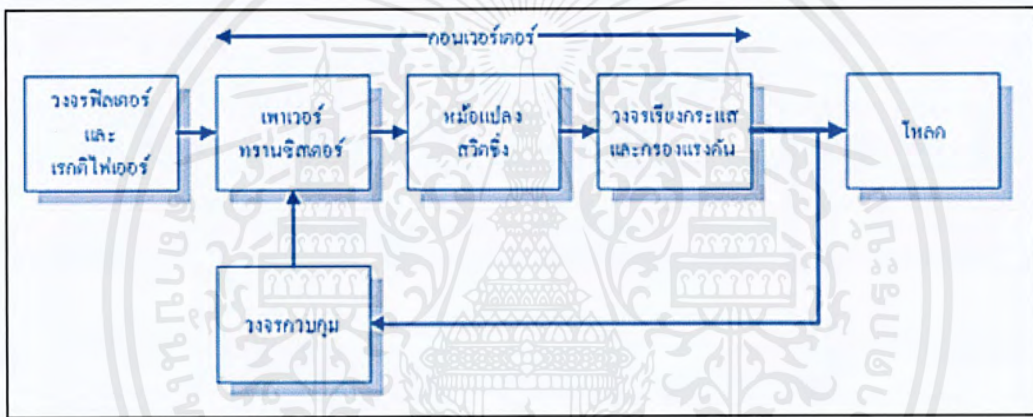 คอนเวอร์เตอร์
วงจรฟิลเตอร์
และ
เรกติไฟเออร์
เพาเวอร์
ทรานซิสเตอร์
หม้อแปลง
สวิตชิ่ง
วงจรเรียงกระแส
และกรองแรงดัน
โหลด
วงจรควบคุม